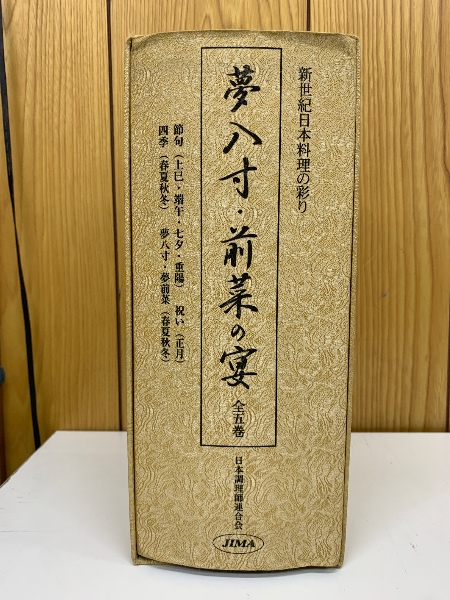 新世紀日本料理の彩り
夢八寸・前菜の宴
全五巻
節句（上巳・端午・七夕・重陽）　祝い（正月）
四季（春夏秋冬）　夢八寸・夢前菜（春夏秋冬）
日本調理師連合会
JIMA